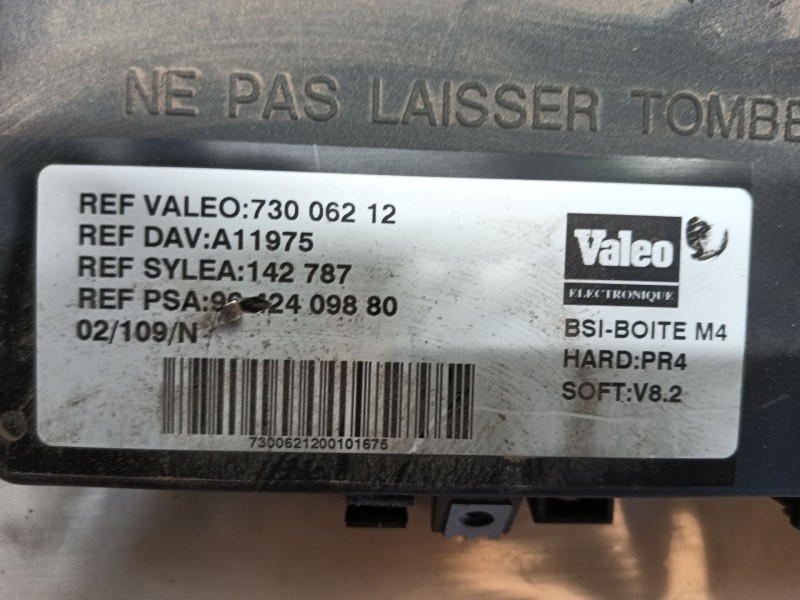 NE PAS LAISSER TOMBE
REF VALEO:730 062 12
REF DAV:A11975
REF SYLEA:142 787
REF PSA: 098 80
02/109/N
7300621200101675
Valeo
ELECTRONIQUE
BSI-BOITE M4
HARD:PR4
SOFT:V8.2